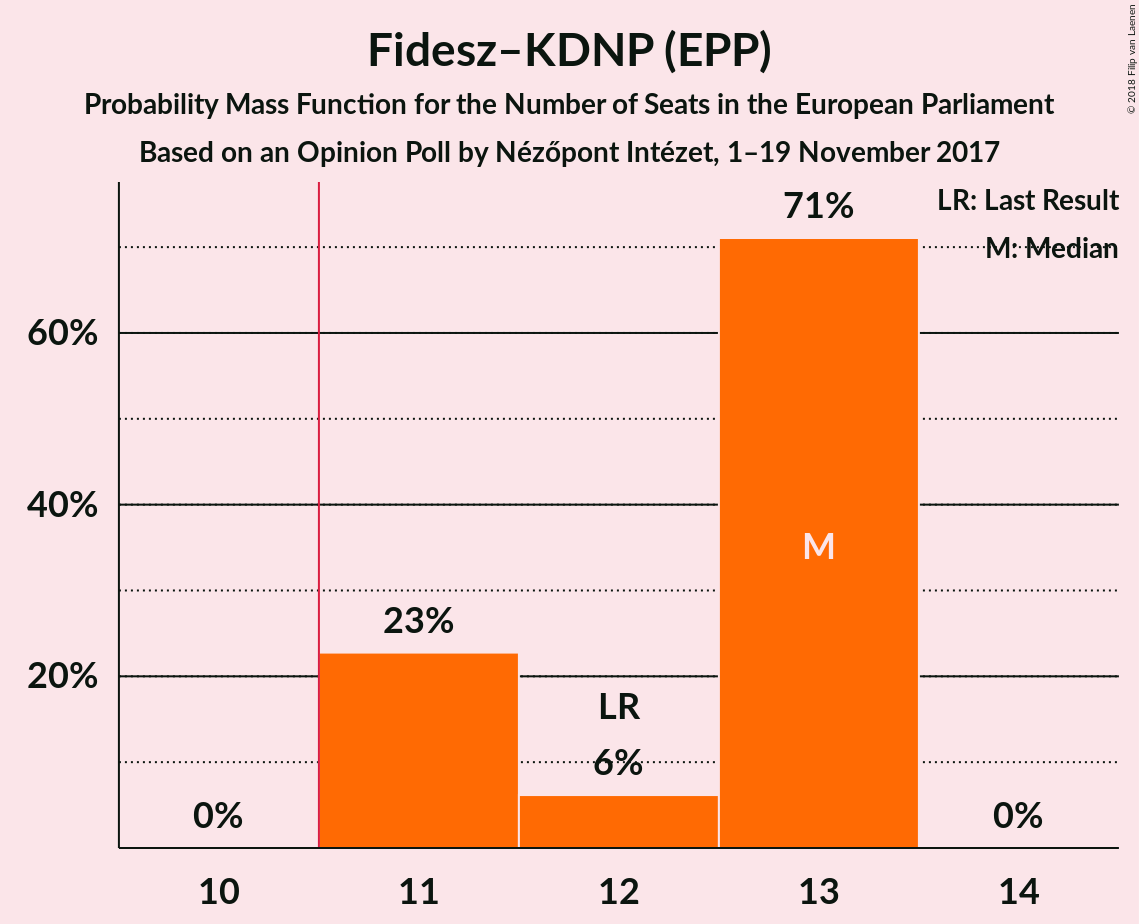 Fidesz–KDNP (EPP)
Probability Mass Function for the Number of Seats in the European Parliament
Based on an Opinion Poll by Nézőpont Intézet, 1–19 November 2017
© 2018 Filip van Laenen
LR: Last Result
M: Median
71%
60%
40%
M
23%
20%
LR
6%
0%
0%
10 11 12 13 14